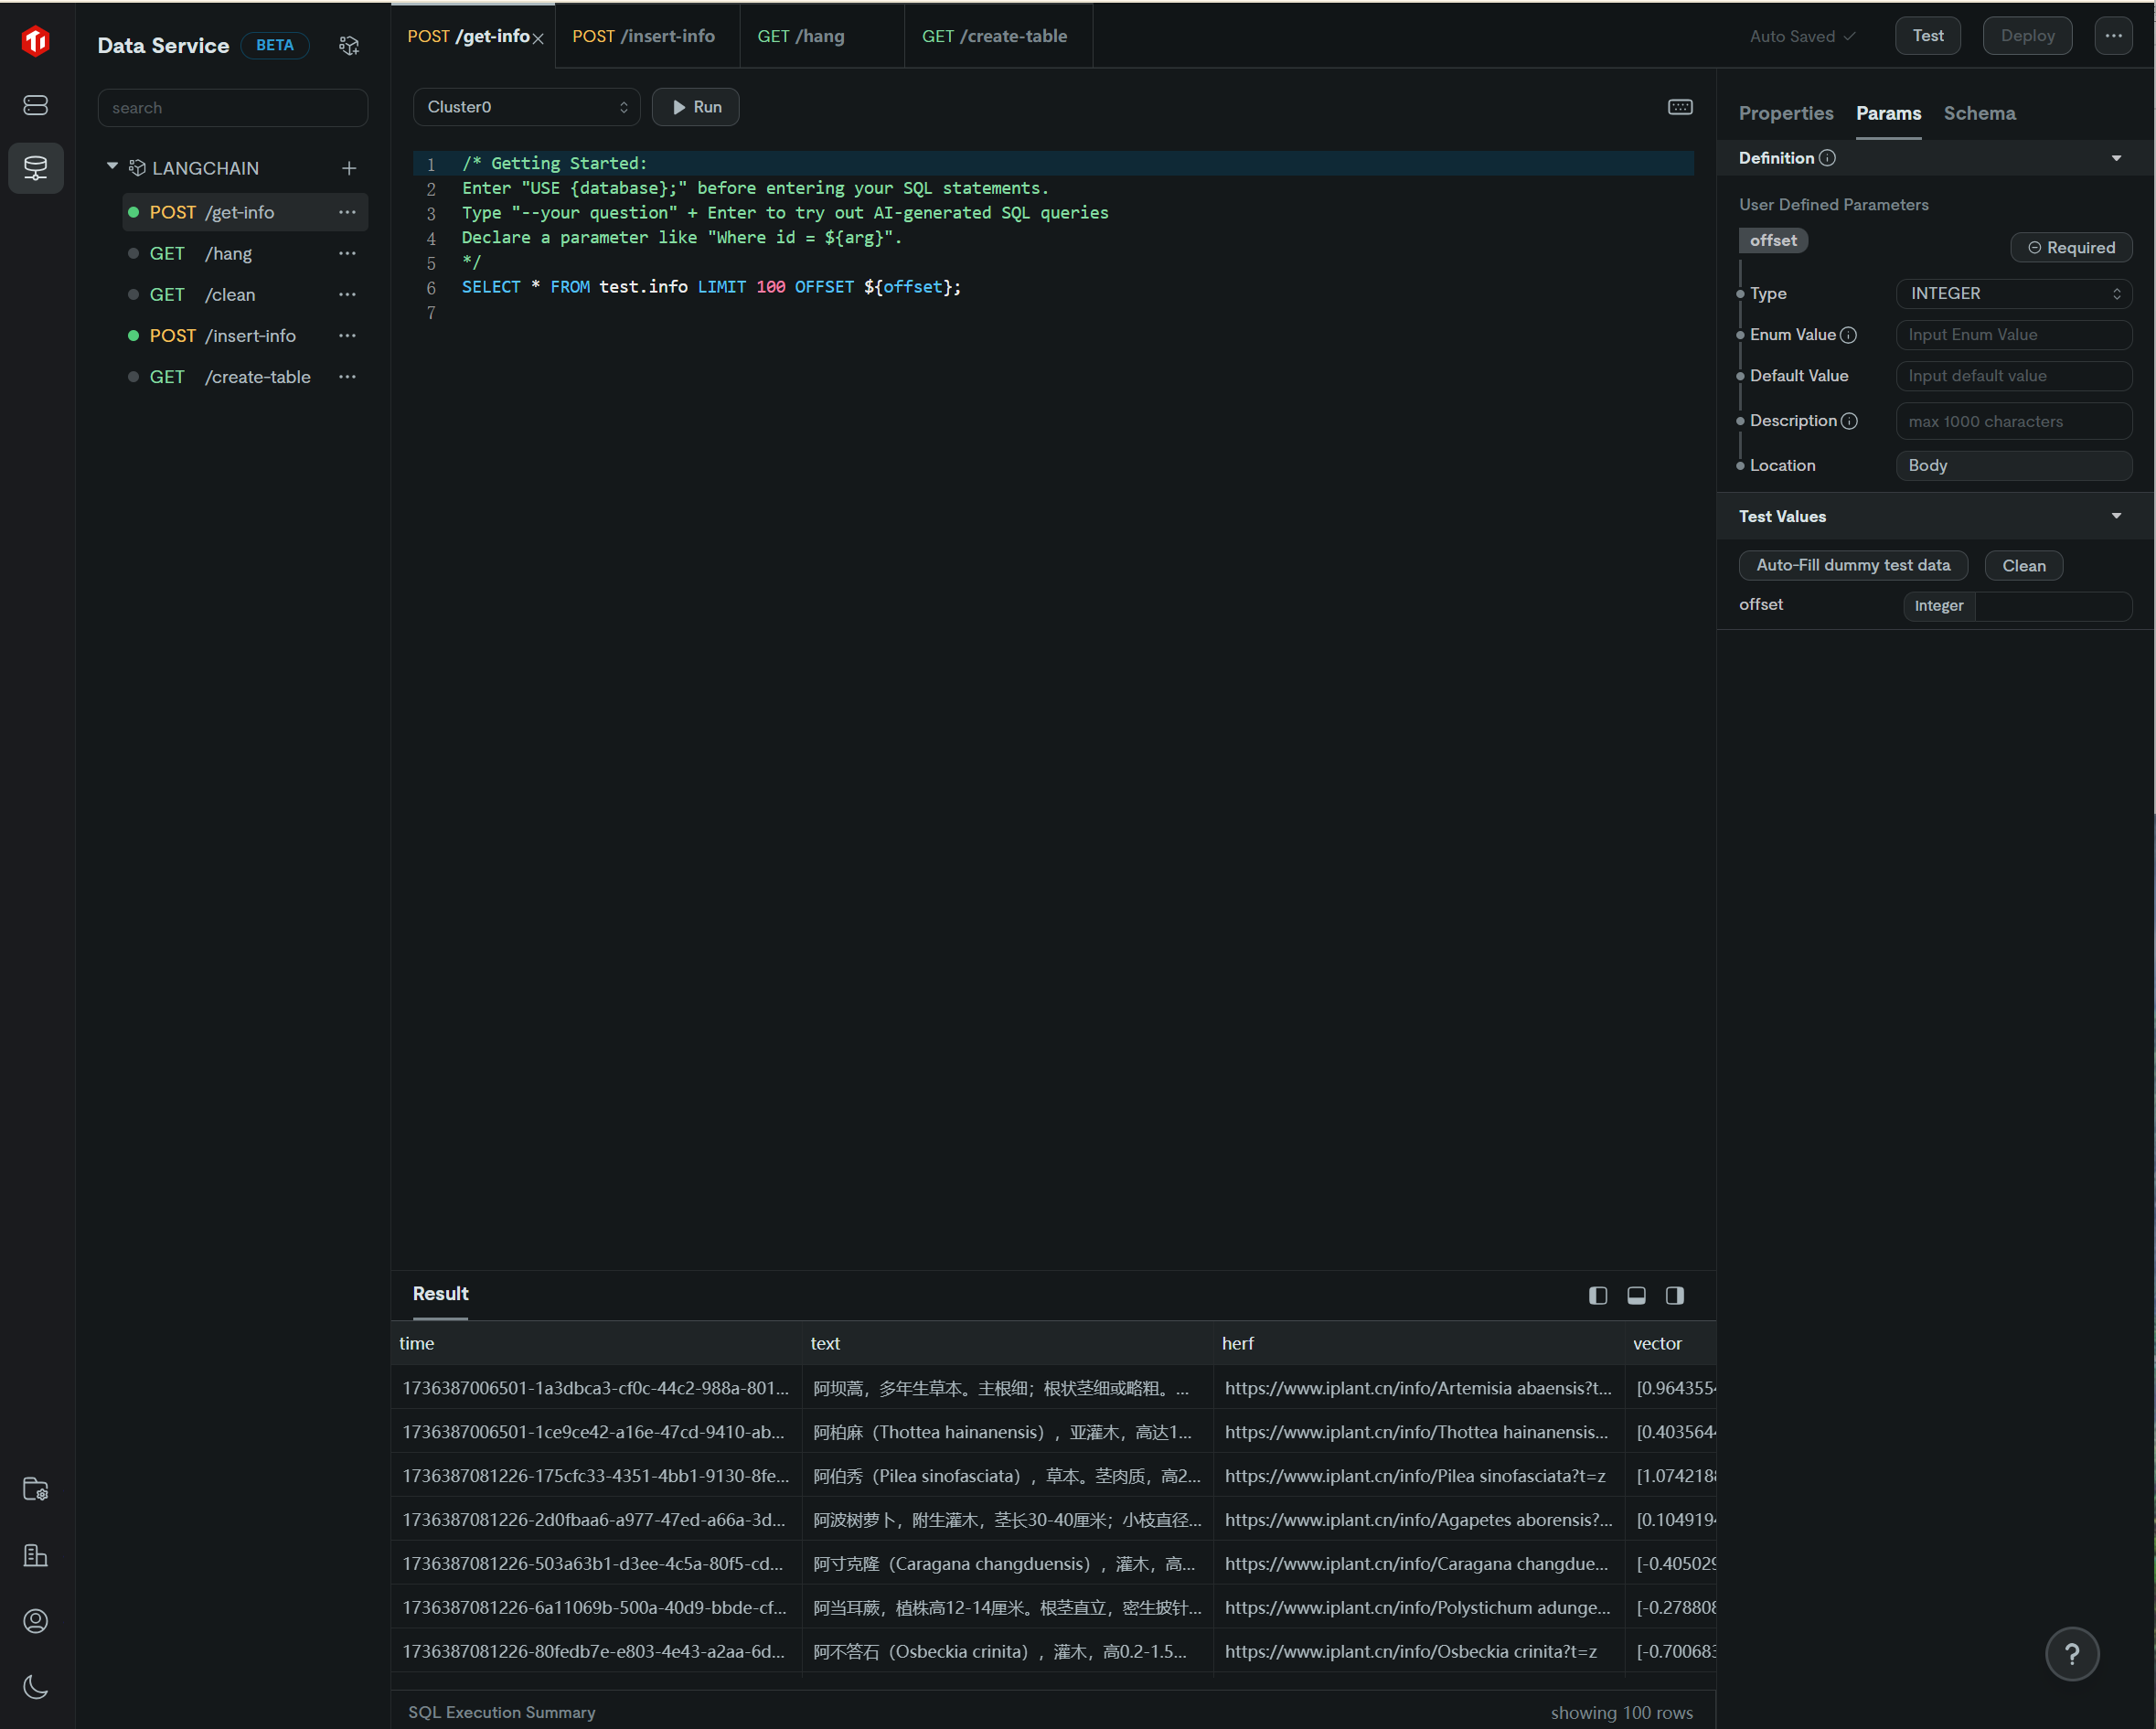 Data Service BETA
search
LANGCHAIN
POST /get-info
GET /hang
GET /clean
POST /insert-info
GET /create-table
POST /get-info
POST /insert-info
GET /hang
GET /create-table
Auto Saved
Test
Deploy
Cluster0
Run
1 /* Getting Started:
2 Enter "USE {database};" before entering your SQL statements.
3 Type "--your question" + Enter to try out AI-generated SQL queries
4 Declare a parameter like "Where id = ${arg}".
5 */
6 SELECT * FROM test.info LIMIT 100 OFFSET ${offset};
7
Result
time text herf vector
1736387006501-1a3dbca3-cf0c-44c2-988a-801... 阿坝蒿，多年生草本。主根细；根状茎细或略粗。... https://www.iplant.cn/info/Artemisia abaensis?t... [0.964355
1736387006501-1ce9ce42-a16e-47cd-9410-ab... 阿柏麻（Thottea hainanensis），亚灌木，高达1... https://www.iplant.cn/info/Thottea hainanensis... [0.403564
1736387081226-175cfc33-4351-4bb1-9130-8fe... 阿伯秀（Pilea sinofasciata），草本。茎肉质，高2... https://www.iplant.cn/info/Pilea sinofasciata?t=z [1.074218
1736387081226-2d0fbaa6-a977-47ed-a66a-3d... 阿波树萝卜，附生灌木，茎长30-40厘米；小枝直径... https://www.iplant.cn/info/Agapetes aborensis?... [0.104919
1736387081226-503a63b1-d3ee-4c5a-80f5-cd... 阿寸克隆（Caragana changduensis），灌木，高... https://www.iplant.cn/info/Caragana changdue... [-0.405029
1736387081226-6a11069b-500a-40d9-bbde-cf... 阿当耳蕨，植株高12-14厘米。根茎直立，密生披针... https://www.iplant.cn/info/Polystichum adunge... [-0.278808
1736387081226-80fedb7e-e803-4e43-a2aa-6d... 阿不答石（Osbeckia crinita），灌木，高0.2-1.5... https://www.iplant.cn/info/Osbeckia crinita?t=z [-0.700683
SQL Execution Summary
showing 100 rows
Properties Params Schema
Definition
User Defined Parameters
offset
Required
Type INTEGER
Enum Value Input Enum Value
Default Value Input default value
Description max 1000 characters
Location Body
Test Values
Auto-Fill dummy test data
Clean
offset Integer
?